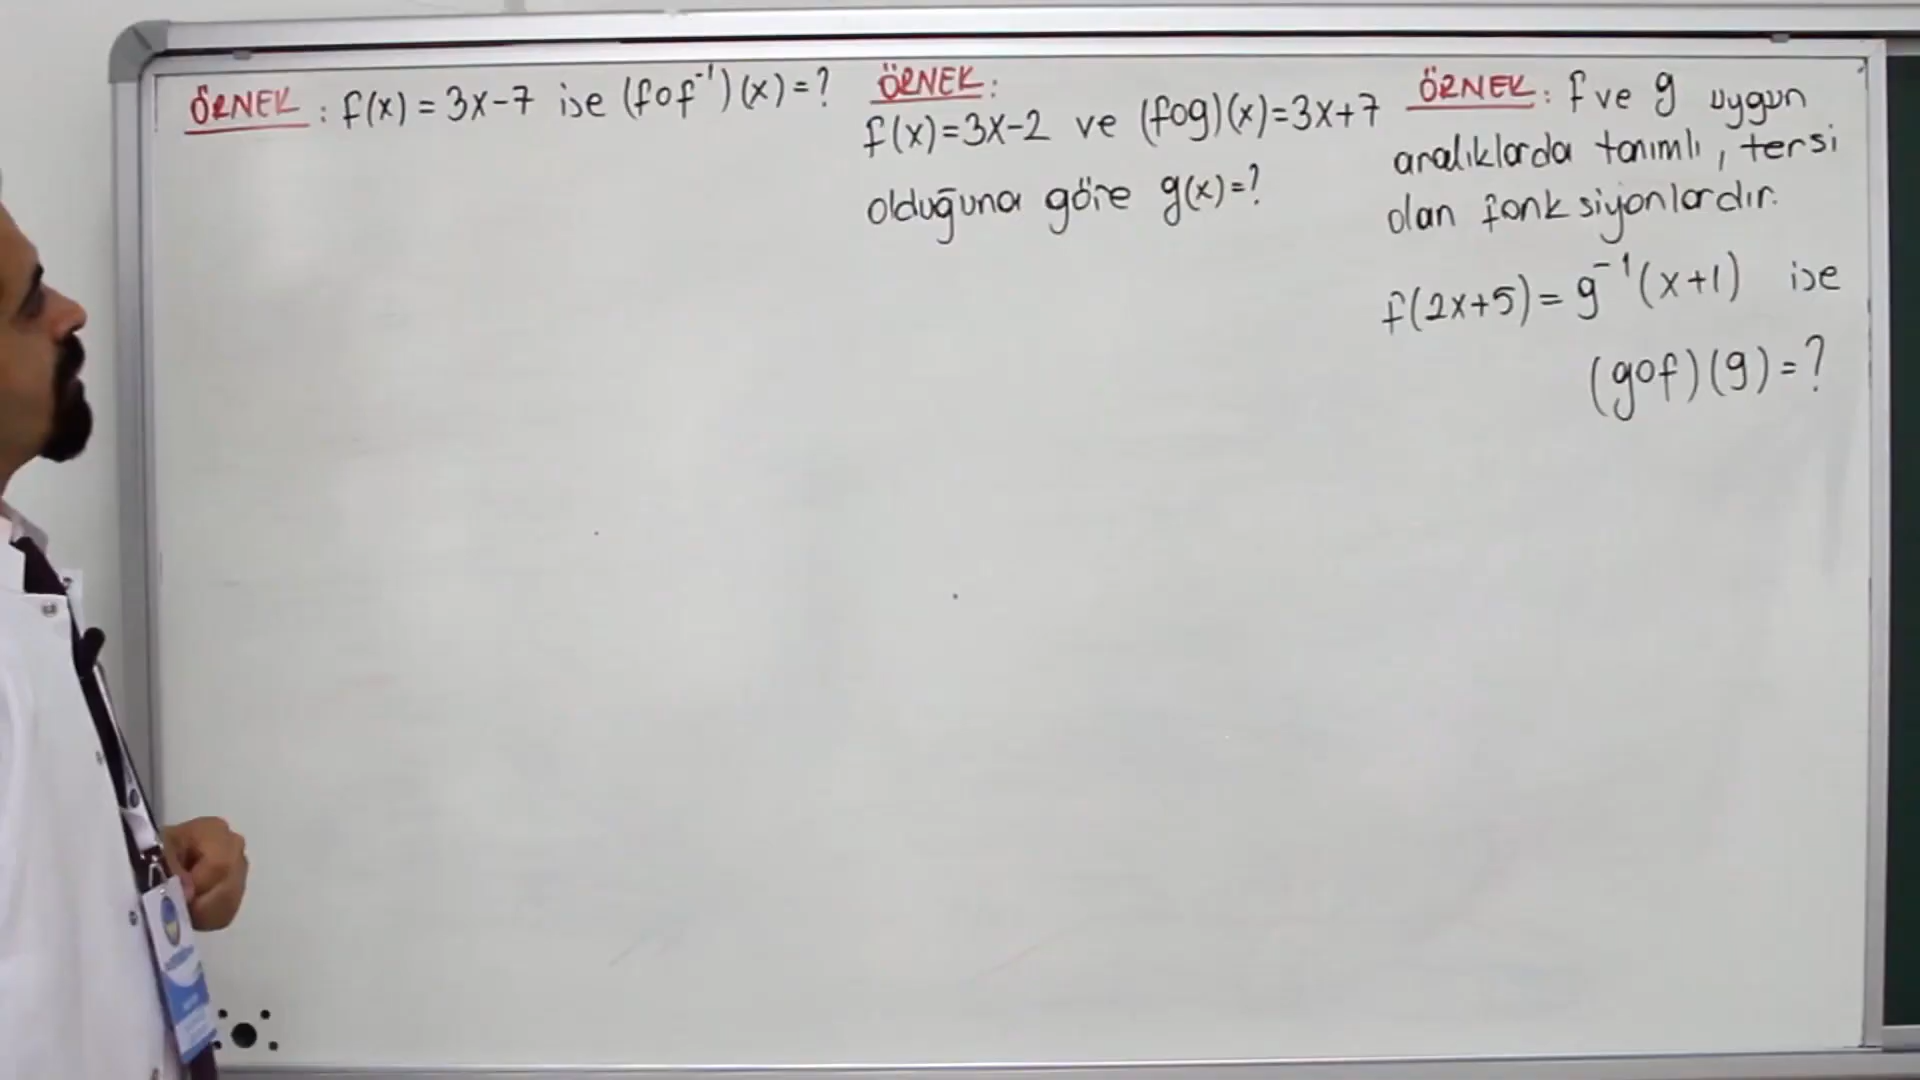 ÖRNEK : f(x) = 3x-7 ise (fof⁻¹)(x) = ?
ÖRNEK :
f(x)=3x-2 ve (fog)(x)=3x+7
olduğuna göre g(x)=?
ÖRNEK : f ve g uygun
aralıklarda tanımlı, tersi
olan fonksiyonlardır.
f(2x+5) = g⁻¹(x+1) ise
(gof)(9) = ?